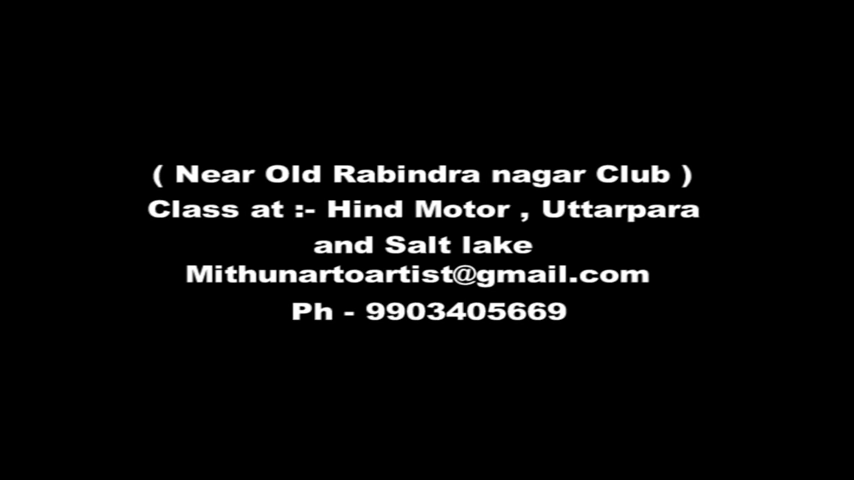 ( Near Old Rabindra nagar Club )
Class at :- Hind Motor , Uttarpara
and Salt lake
Mithunartoartist@gmail.com
Ph - 9903405669